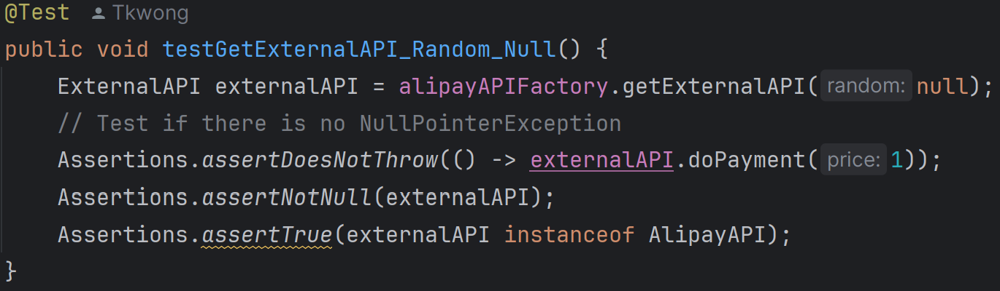 @Test Tkwong
public void testGetExternalAPI_Random_Null() {
ExternalAPI externalAPI = alipayAPIFactory.getExternalAPI( random: null);
// Test if there is no NullPointerException
Assertions.assertDoesNotThrow(() -> externalAPI.doPayment( price: 1));
Assertions.assertNotNull(externalAPI);
Assertions.assertTrue(externalAPI instanceof AlipayAPI);
}